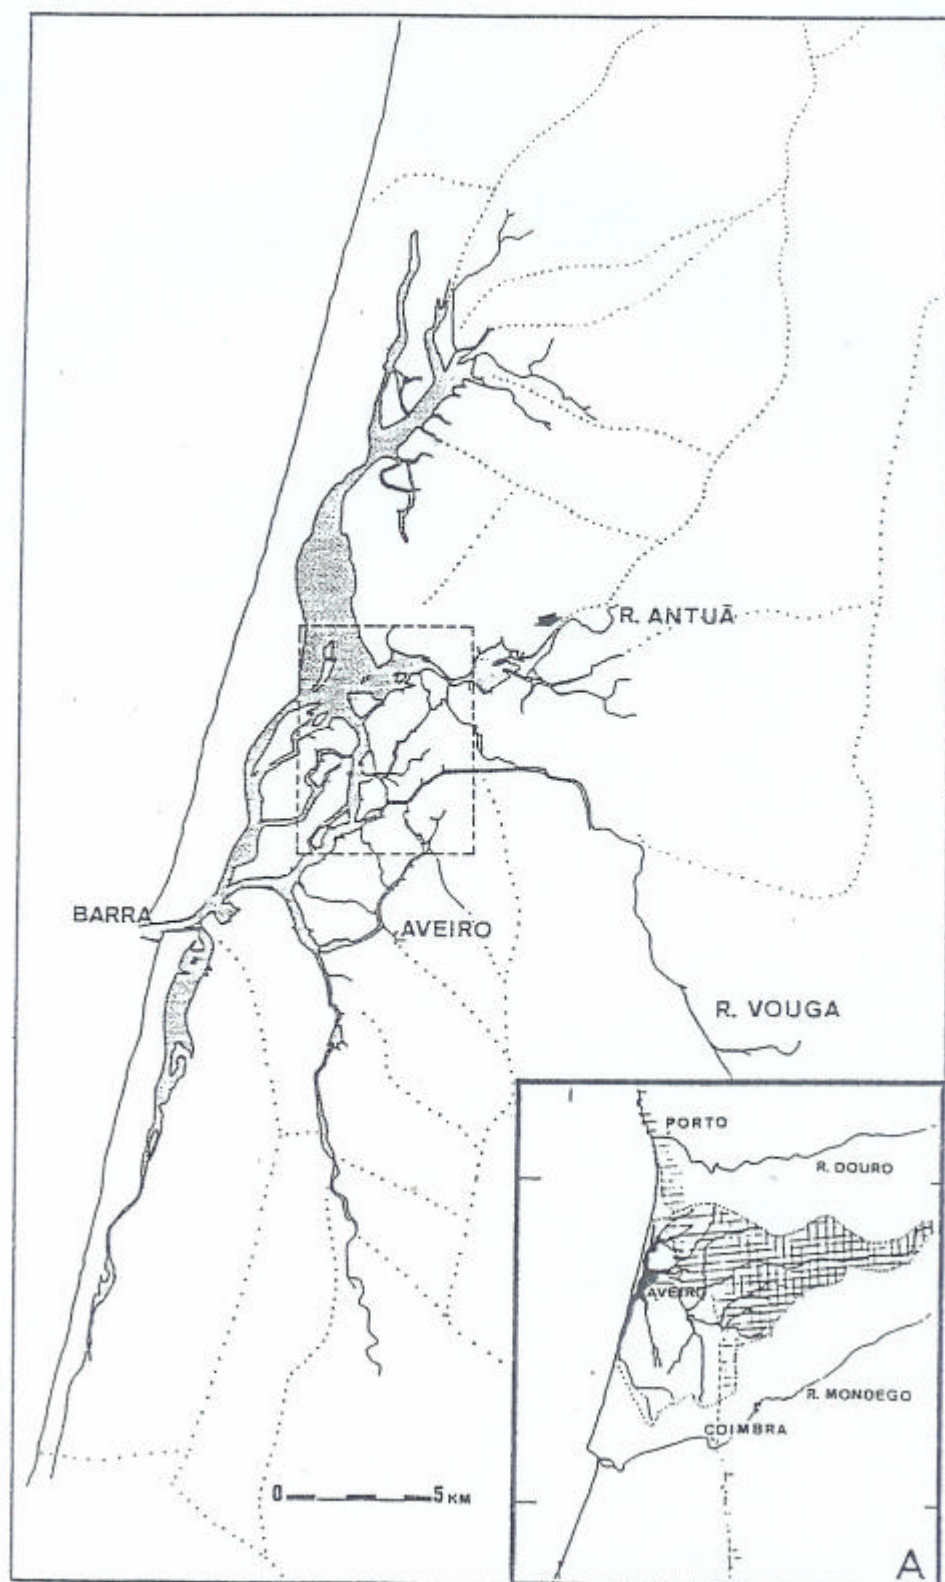 R. ANTUÃ
BARRA
AVEIRO
R. VOUGA
PORTO
R. DOURO
AVEIRO
R. MONDEGO
COIMBRA
0 5 KM
A